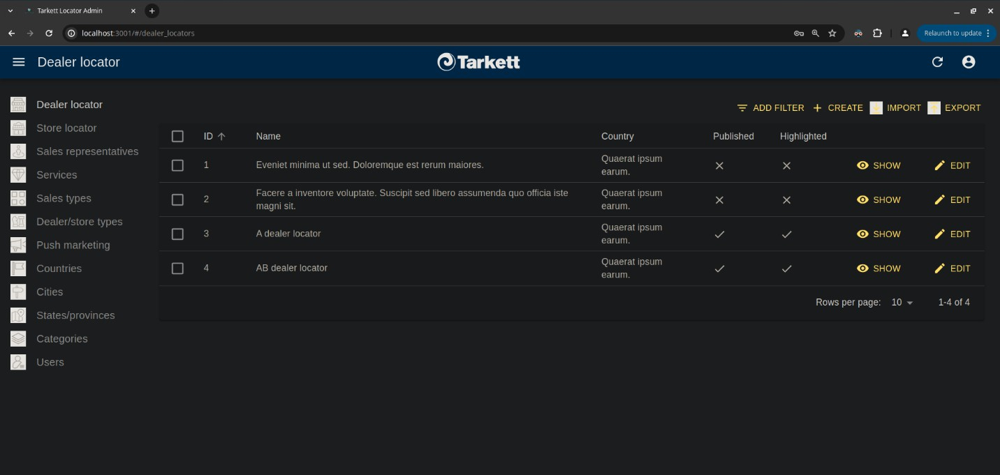 Tarkett Locator Admin
localhost:3001/#/dealer_locators
Relaunch to update
Dealer locator
Tarkett
Dealer locator
Store locator
Sales representatives
Services
Sales types
Dealer/store types
Push marketing
Countries
Cities
States/provinces
Categories
Users
ADD FILTER
CREATE
IMPORT
EXPORT
ID Name Country Published Highlighted
1 Eveniet minima ut sed. Doloremque est rerum maiores. Quaerat ipsum
earum.
SHOW EDIT
2 Facere a inventore voluptate. Suscipit sed libero assumenda quo officia iste
magni sit.
Quaerat ipsum
earum.
SHOW EDIT
3 A dealer locator Quaerat ipsum
earum.
SHOW EDIT
4 AB dealer locator Quaerat ipsum
earum.
SHOW EDIT
Rows per page: 10 1-4 of 4